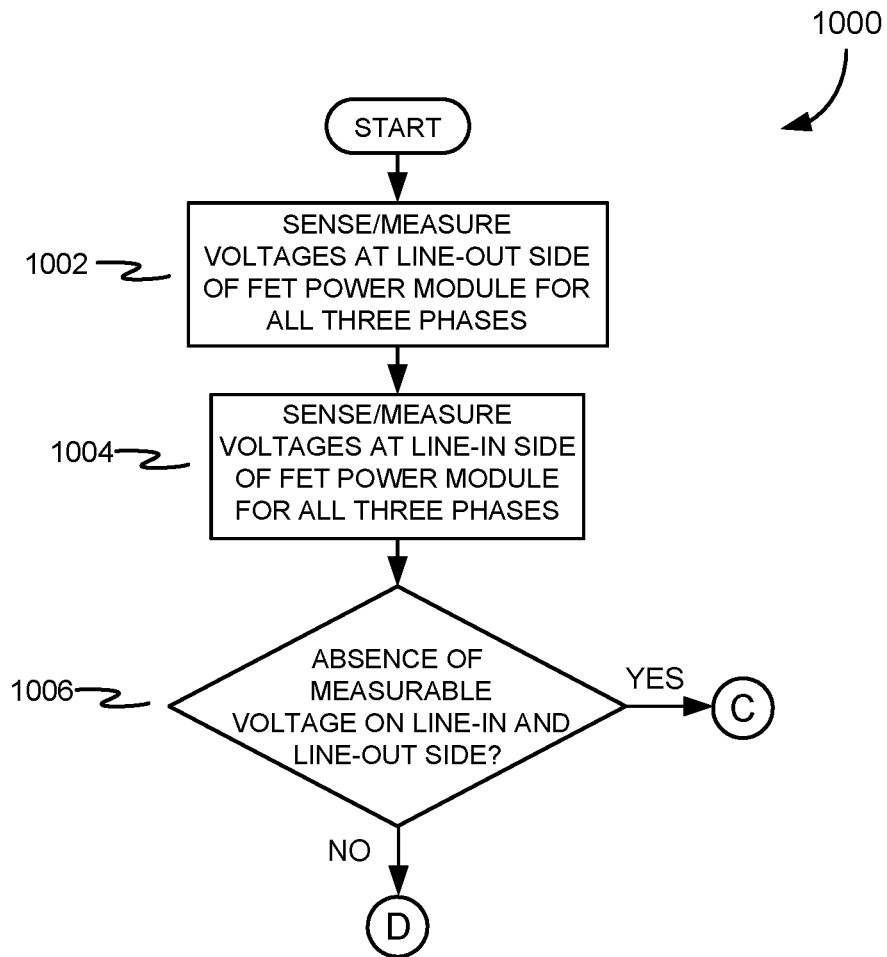 1000
START
1002
SENSE/MEASURE
VOLTAGES AT LINE-OUT SIDE
OF FET POWER MODULE FOR
ALL THREE PHASES
1004
SENSE/MEASURE
VOLTAGES AT LINE-IN SIDE
OF FET POWER MODULE
FOR ALL THREE PHASES
1006
ABSENCE OF
MEASURABLE
VOLTAGE ON LINE-IN AND
LINE-OUT SIDE?
YES
C
NO
D